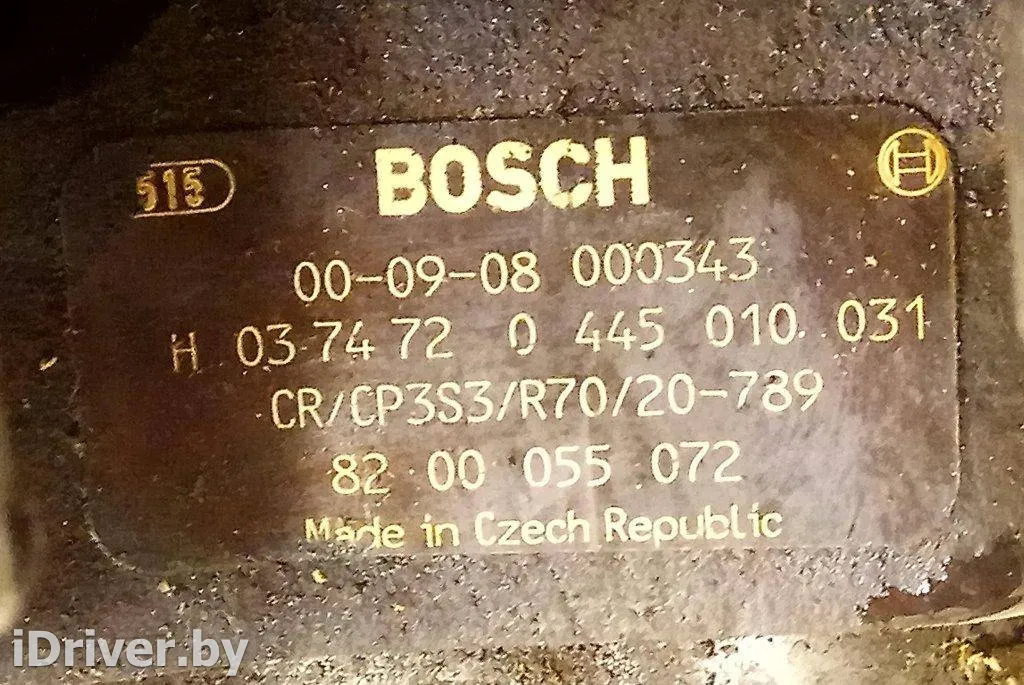 515 BOSCH
00-09-08 000343
H 03 74 72 0 445 010 031
CR/CP3S3/R70/20-789
82 00 055 072
Made in Czech Republic
iDriver.by